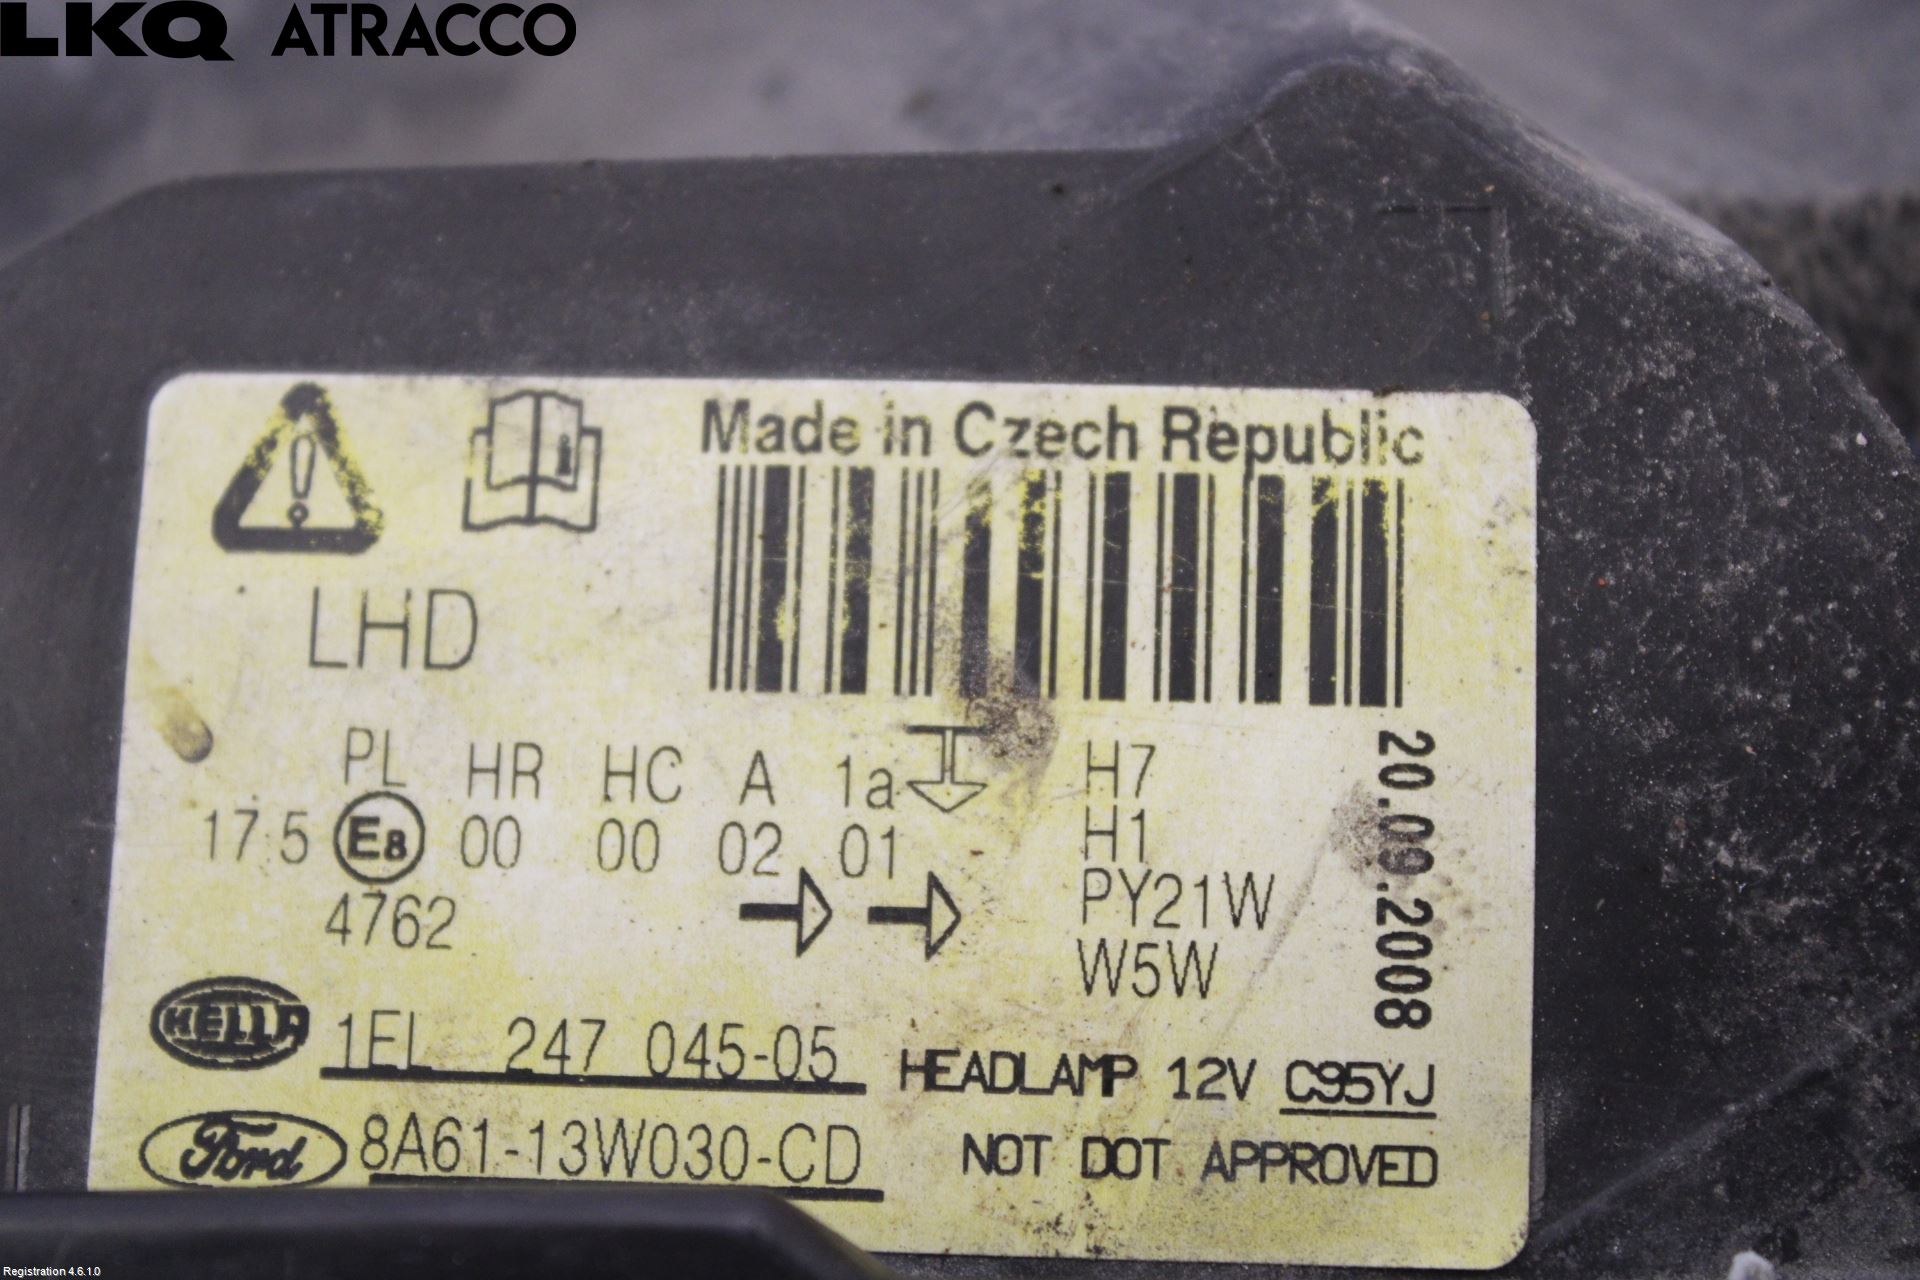 LKQ ATRACCO
Made in Czech Republic
LHD
PL HR HC A 1a H7
17.5 E8 00 00 02 01 H1
4762 PY21W
W5W
20.09.2008
HELLA 1EL 247 045-05
HEADLAMP 12V C95YJ
Ford 8A61-13W030-CD
NOT DOT APPROVED
Registration 4.6.1.0